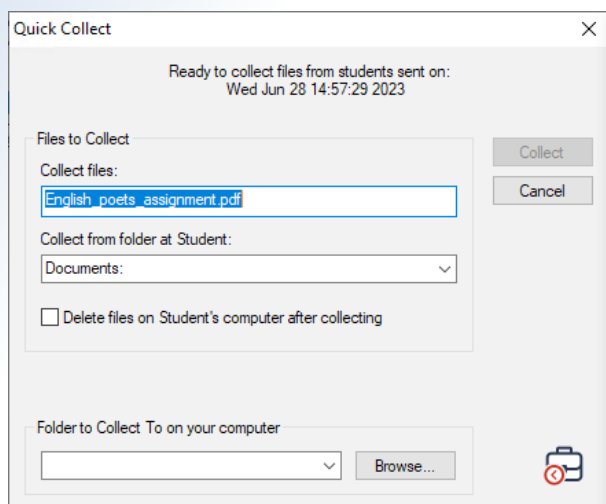 Quick Collect
Ready to collect files from students sent on:
Wed Jun 28 14:57:29 2023
Files to Collect
Collect files:
English_poets_assignment.pdf
Collect from folder at Student:
Documents:
Delete files on Student's computer after collecting
Collect
Cancel
Folder to Collect To on your computer
Browse...